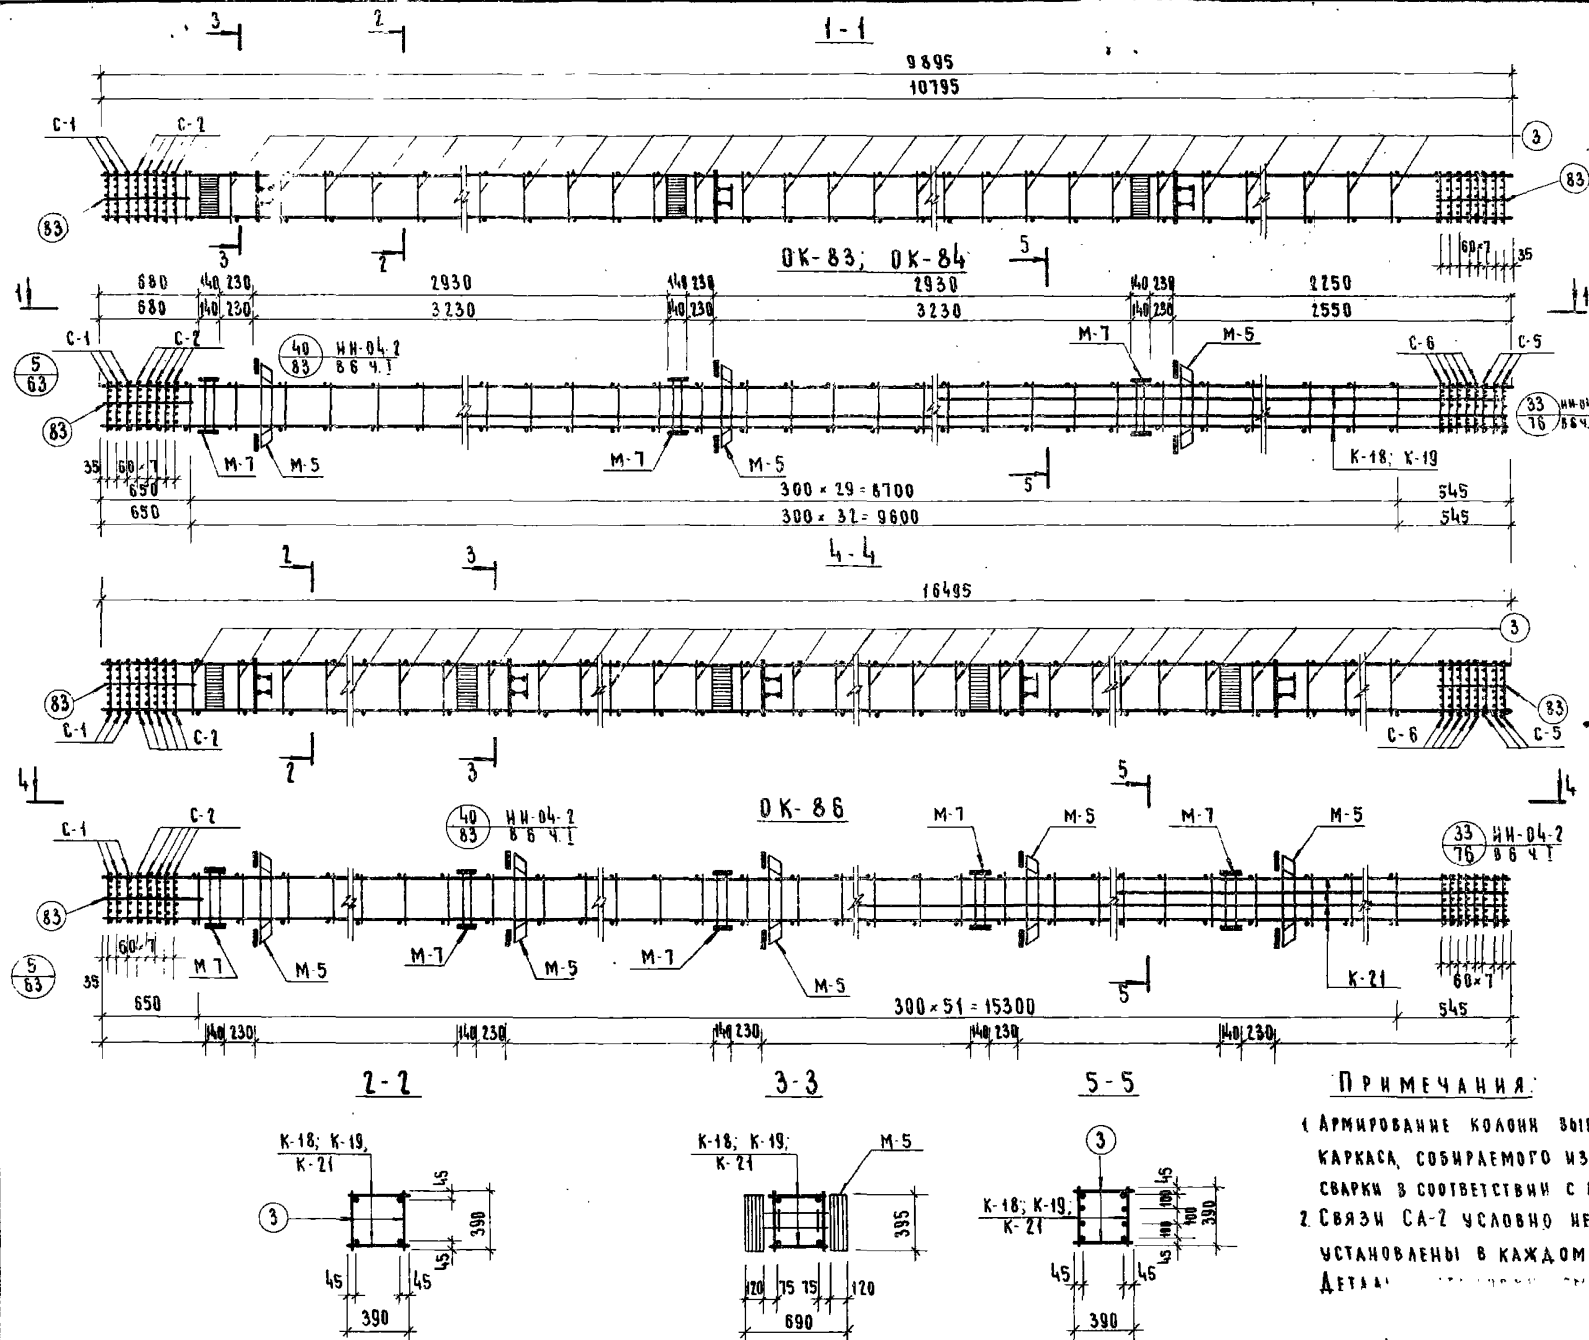 3 2
1-1
9895
10795
С-1 С-2 3
83 83
3 2 60×7 35
ОК-83; ОК-84 5
1 680 140 230 2930 140 230 2930 140 230 2250 1
680 140 230 3230 140 230 3230 140 230 2550
С-1 С-2 М-7 М-5 С-6 С-5
5/63 40/83 ИИ-04-2 В6 Ч.I 33/76 ИИ-04
83
35 60×7 М-7 М-5 М-7 М-5 5 К-18; К-19
650 300×29=8700 545
650 300×32=9600 545
4-4
2 3
16495
3
83 83
С-1 С-2 С-6 С-5
2 3
4 5 4
ОК-86
С-1 С-2 40/83 ИИ-04-2 В6 Ч.I М-7 М-5 М-7 М-5 33/76 ИИ-04-2 В6 Ч.I
83
5/63 35 60×7 М-7 М-5 М-7 М-5 М-7 М-5 5 К-21 60×7
650 300×51=15300 545
140 230 140 230 140 230 140 230 140 230
2-2
К-18; К-19, К-21
3
45 390 45
45 45
390
3-3
К-18; К-19; К-21 М-5
395
120 75 75 120
690
5-5
3
К-18; К-19; К-21
45 100 100 100 45 390
45 45
390
ПРИМЕЧАНИЯ:
1. АРМИРОВАНИЕ КОЛОНН
КАРКАСА, СОБИРАЕМОГО ИЗ
СВАРКИ В СООТВЕТСТВИИ С
2. СВЯЗИ СА-2 УСЛОВНО НЕ
УСТАНОВЛЕНЫ В КАЖДОМ